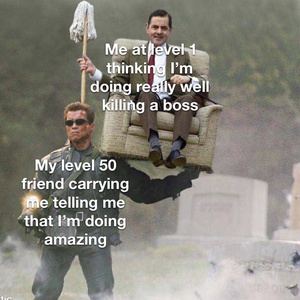 Me at level 1
thinking I'm
doing really well
killing a boss
My level 50
friend carrying
me telling me
that I'm doing
amazing